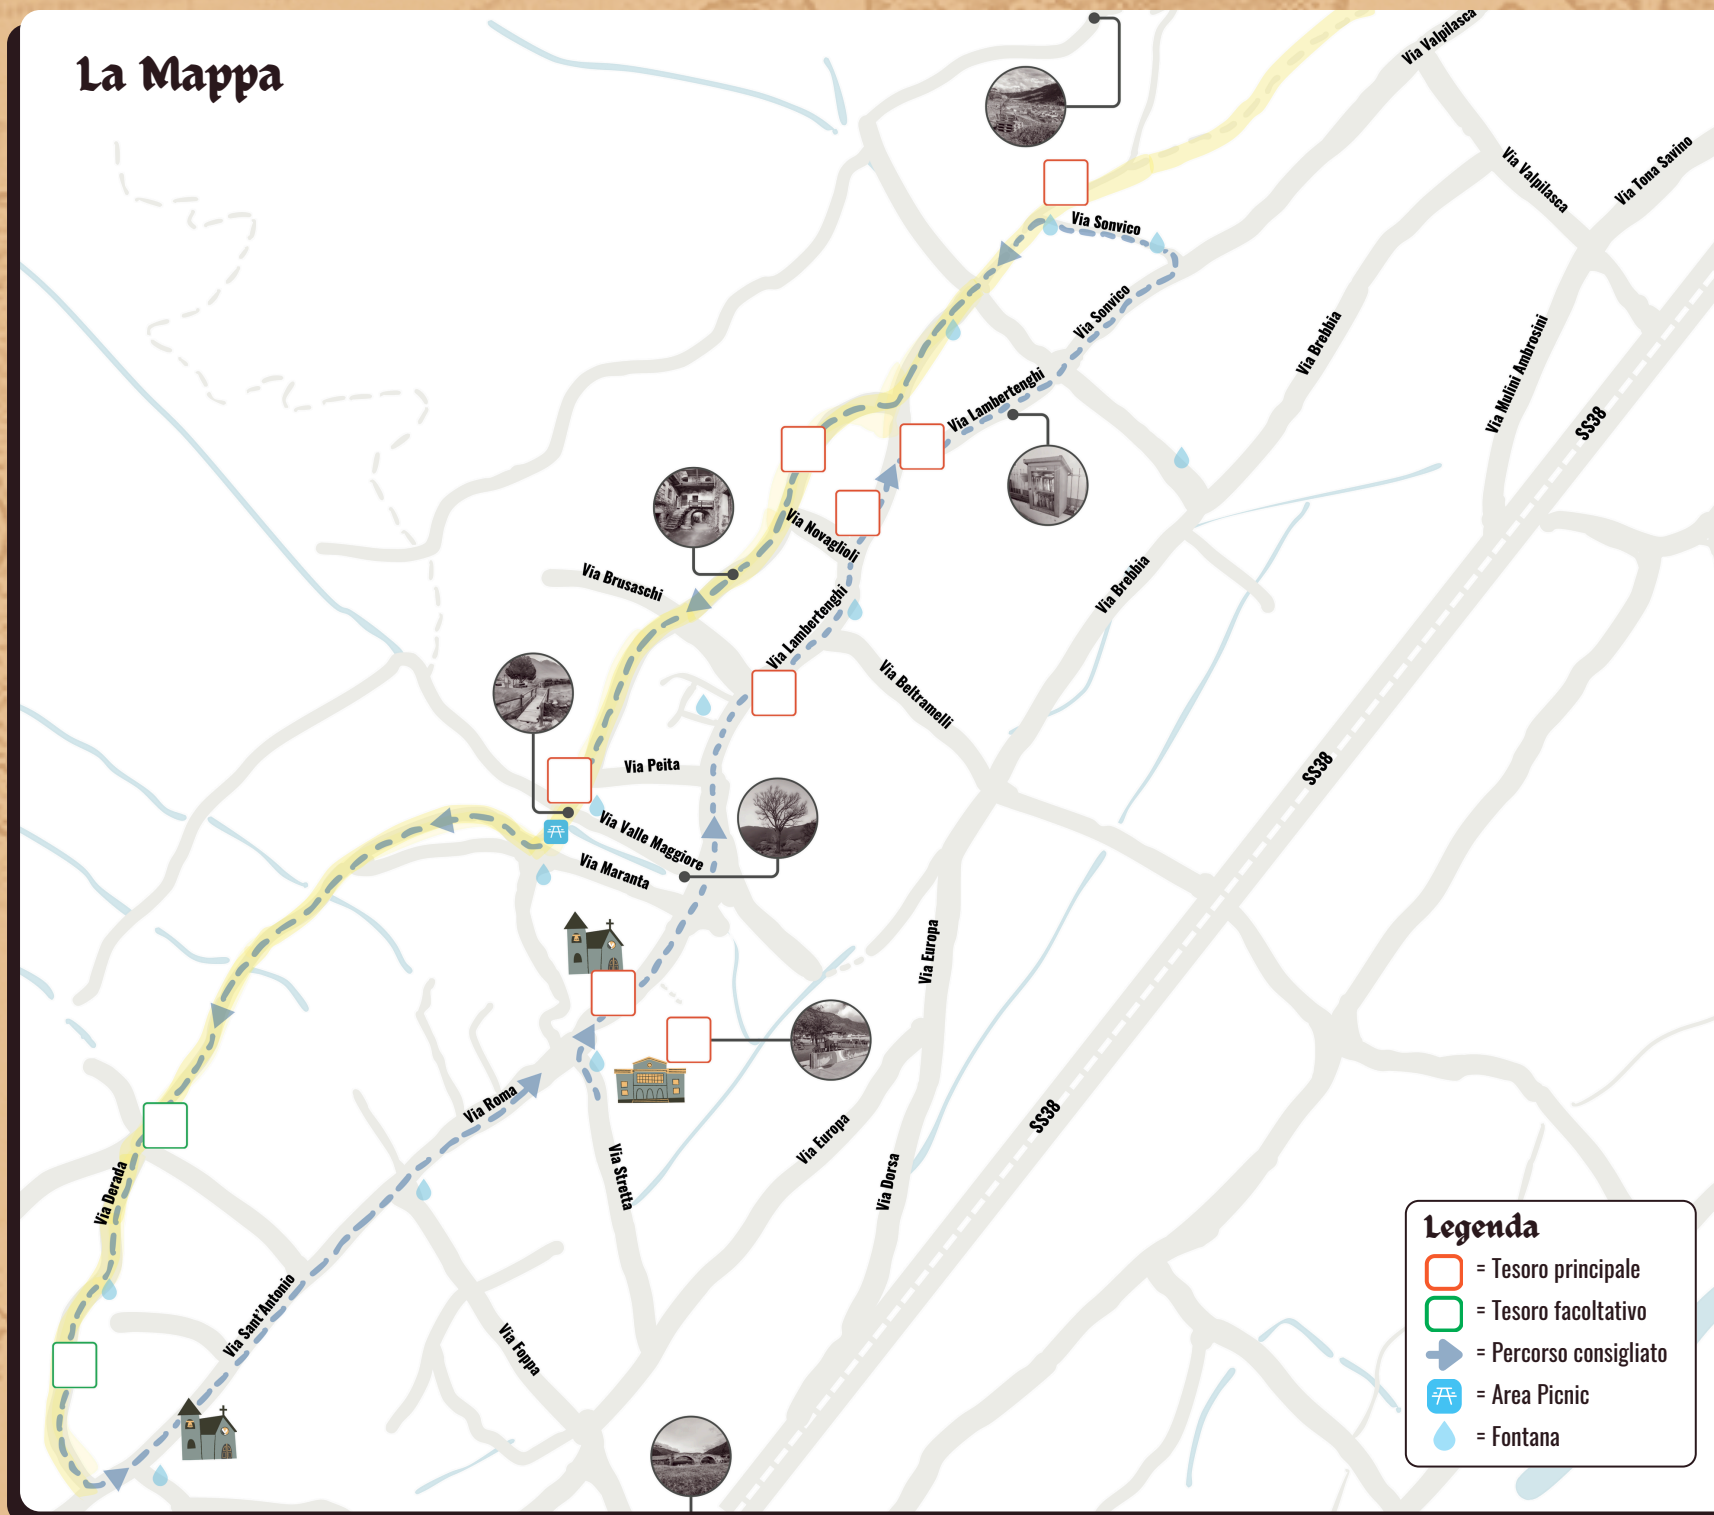 La Mappa
Via Valpilasca
Via Valpilasca
Via Tona Savino
Via Sonvico
Via Sonvico
Via Brebbia
Via Mulini Ambrosini
SS38
Via Lambertenghi
Via Novaglioli
Via Brusaschi
Via Lambertenghi
Via Brebbia
Via Beltramelli
Via Peita
SS38
Via Valle Maggiore
Via Maranta
Via Europa
Via Roma
SS38
Via Europa
Via Stretta
Via Dorsa
Via Derada
Via Sant'Antonio
Via Foppa
Legenda
= Tesoro principale
= Tesoro facoltativo
= Percorso consigliato
= Area Picnic
= Fontana